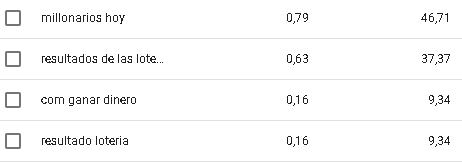 millonarios hoy 0,79 46,71
resultados de las lote... 0,63 37,37
com ganar dinero 0,16 9,34
resultado loteria 0,16 9,34